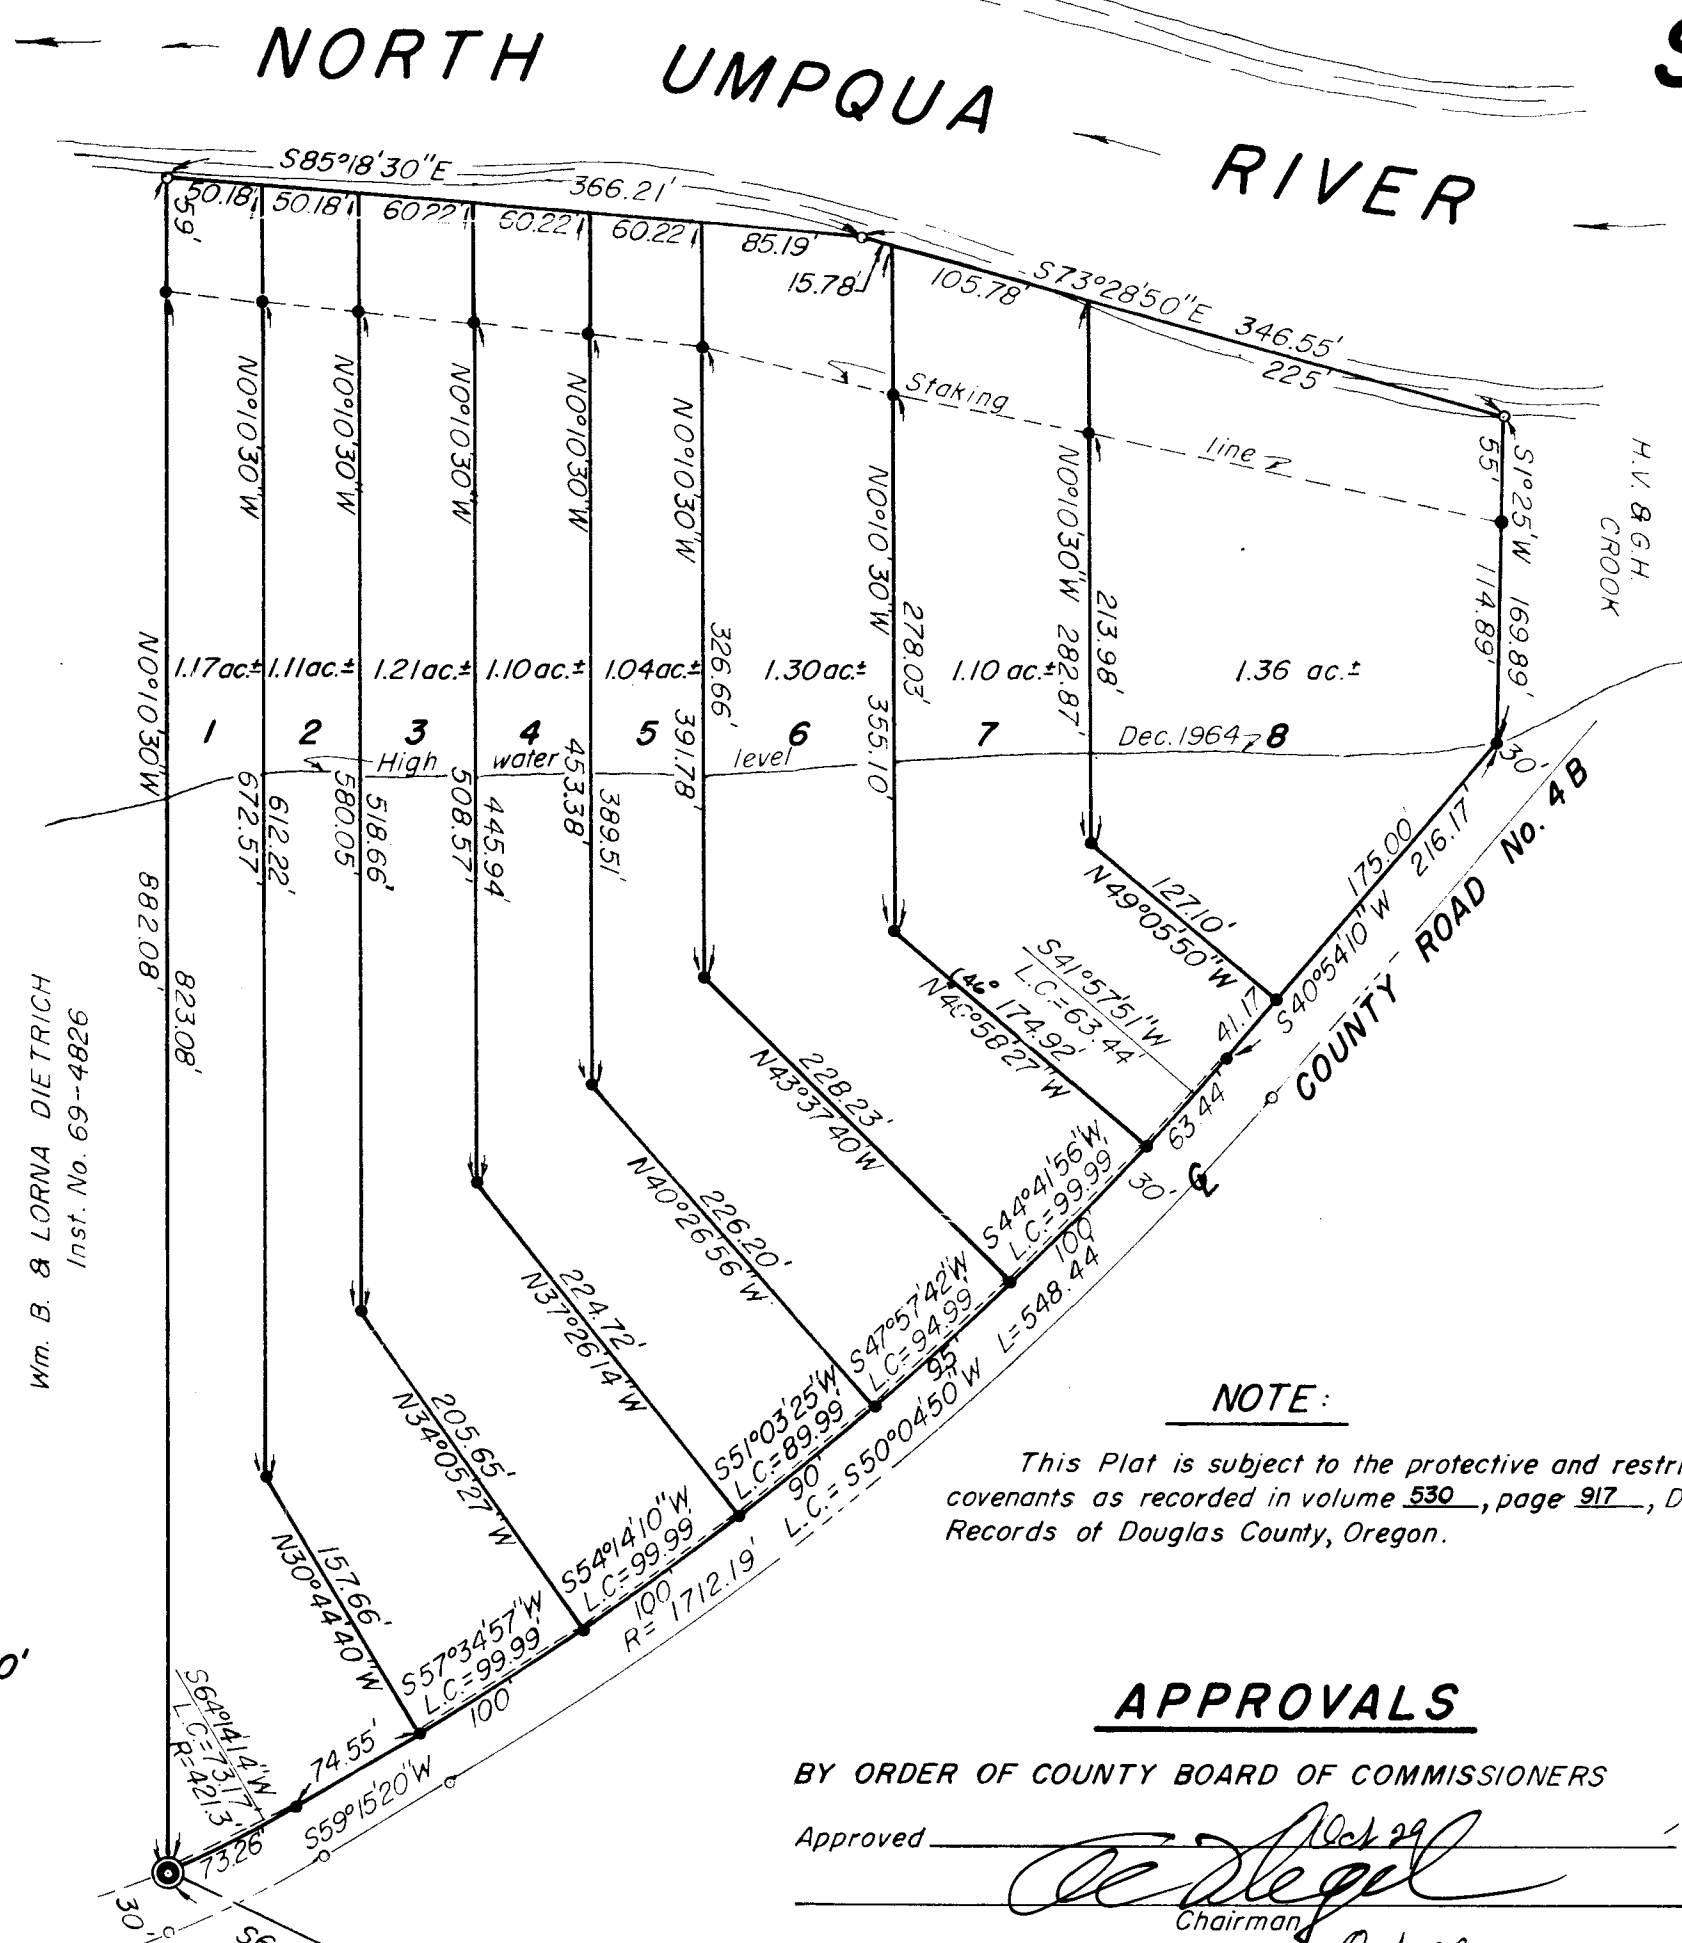 NORTH UMPQUA RIVER
S
S85°18'30"E
366.21'
50.18'
50.18'
60.22'
60.22'
60.22'
85.19'
15.78'
105.78'
S73°28'50"E
346.55'
225'
59'
Staking line
55'
S1°25'W 169.89'
114.89'
H.V. & G.H.
CROOK
N0°10'30"W
N0°10'30"W
N0°10'30"W
N0°10'30"W
N0°10'30"W
N0°10'30"W
N0°10'30"W
N0°10'30"W
1.17ac.±
1.11ac.±
1.21ac.±
1.10ac.±
1.04ac.±
1.30ac.±
1.10 ac.±
1.36 ac.±
1
2
3
4
5
6
7
8
High water level Dec. 1964
882.08'
823.08'
672.57'
612.22'
580.05'
518.66'
508.57'
445.94'
453.38'
389.51'
391.78'
326.66'
355.10'
278.03'
282.87'
213.98'
Wm. B. & LORNA DIETRICH
Inst. No. 69-4826
30'
175.00'
216.17'
S40°54'10"W
COUNTY ROAD No. 4B
127.10'
N49°05'50"W
41.17'
S41°57'51"W
L.C.=63.44'
63.44'
46°
174.92'
N46°58'27"W
228.23'
N43°37'40"W
S44°41'56"W
L.C.=99.99'
100'
30'
℄
226.20'
N40°26'56"W
S47°57'42"W
L.C.=94.99'
95'
L=548.44'
224.72'
N37°26'14"W
S51°03'25"W
L.C.=89.99'
90'
L.C.= S50°04'50"W
205.65'
N34°05'27"W
S54°14'10"W
L.C.=99.99'
100'
R= 1712.19'
157.66'
N30°44'40"W
S57°34'57"W
L.C.=99.99'
100'
S64°14'14"W
L.C.=73.17'
R=421.3'
74.55'
73.26'
S59°15'20"W
30'
S6
0'
NOTE:
This Plat is subject to the protective and restri
covenants as recorded in volume 530, page 917, D
Records of Douglas County, Oregon.
APPROVALS
BY ORDER OF COUNTY BOARD OF COMMISSIONERS
Approved Oct 29
Chairman